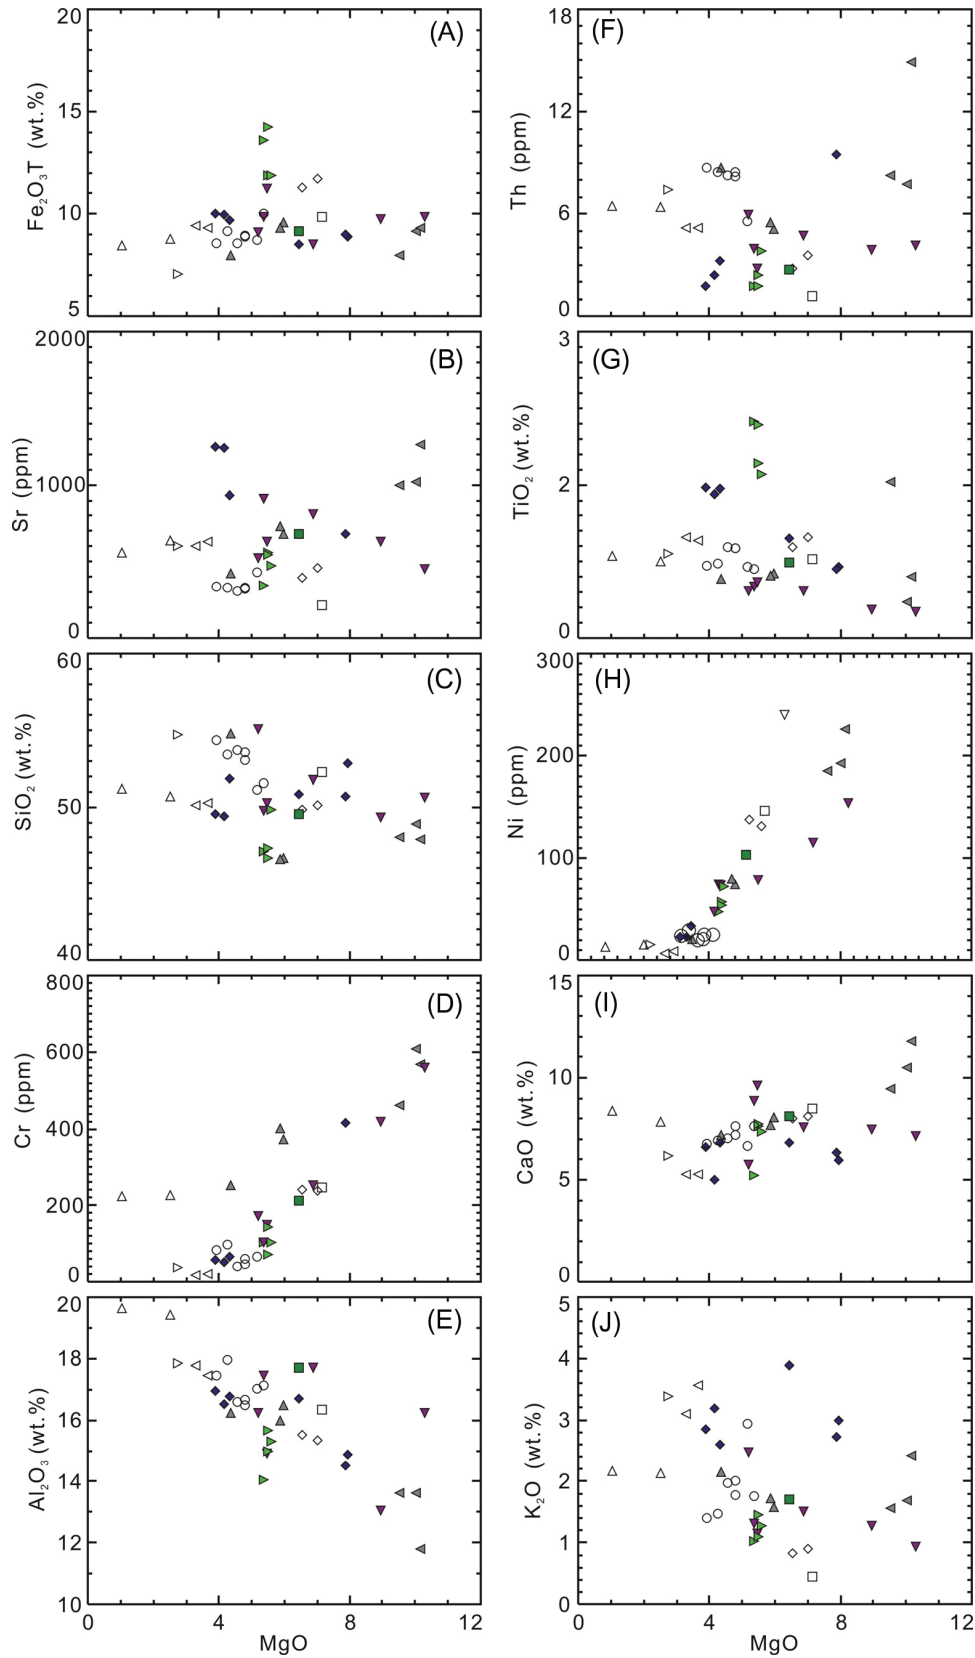 (A)
20
15
10
5
Fe₂O₃T (wt.%)
(B)
2000
1000
0
Sr (ppm)
(C)
60
50
40
SiO₂ (wt.%)
(D)
800
600
400
200
0
Cr (ppm)
(E)
20
18
16
14
12
10
Al₂O₃ (wt.%)
0 4 8 12
MgO
(F)
18
12
6
0
Th (ppm)
(G)
3
2
1
0
TiO₂ (wt.%)
(H)
300
200
100
0
Ni (ppm)
(I)
15
10
5
0
CaO (wt.%)
(J)
5
4
3
2
1
0
K₂O (wt.%)
0 4 8 12
MgO